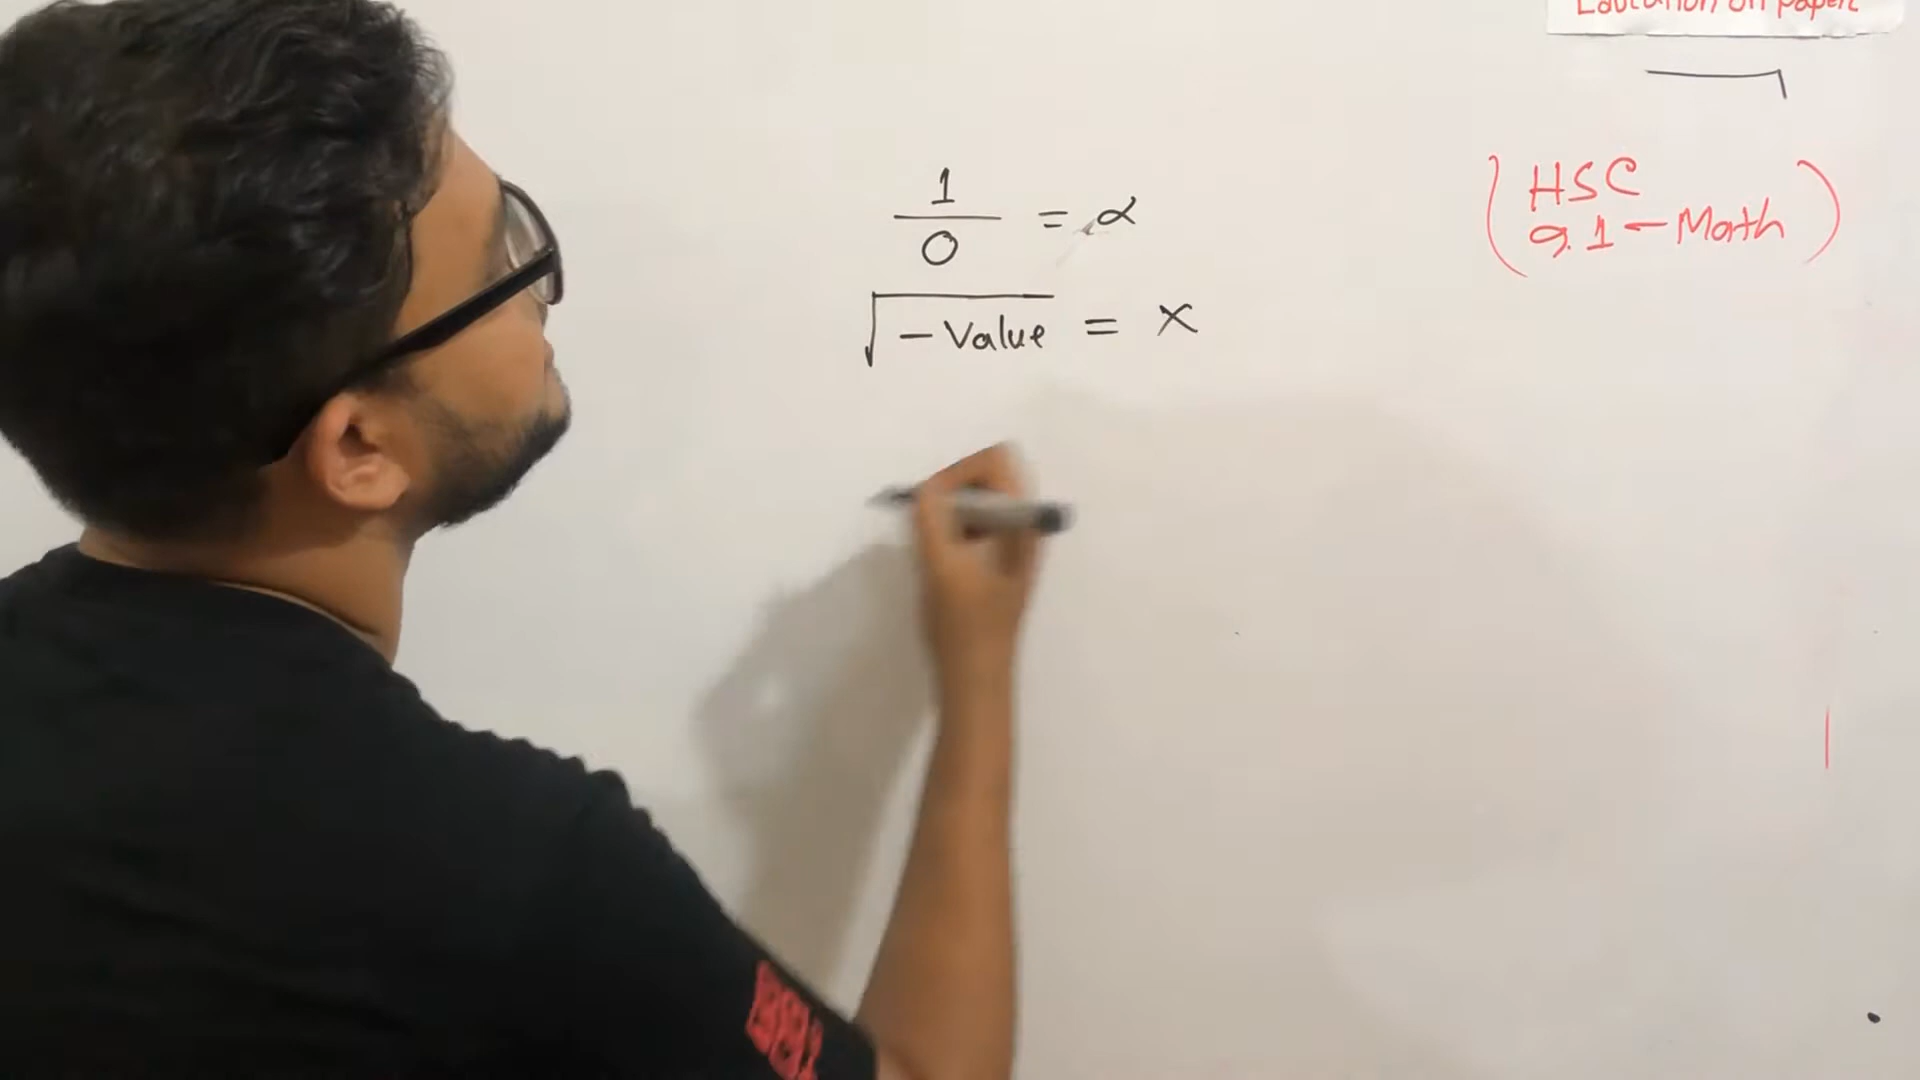 Education on paper
1/0 = α
√-Value = ×
(HSC
9.1-Math)